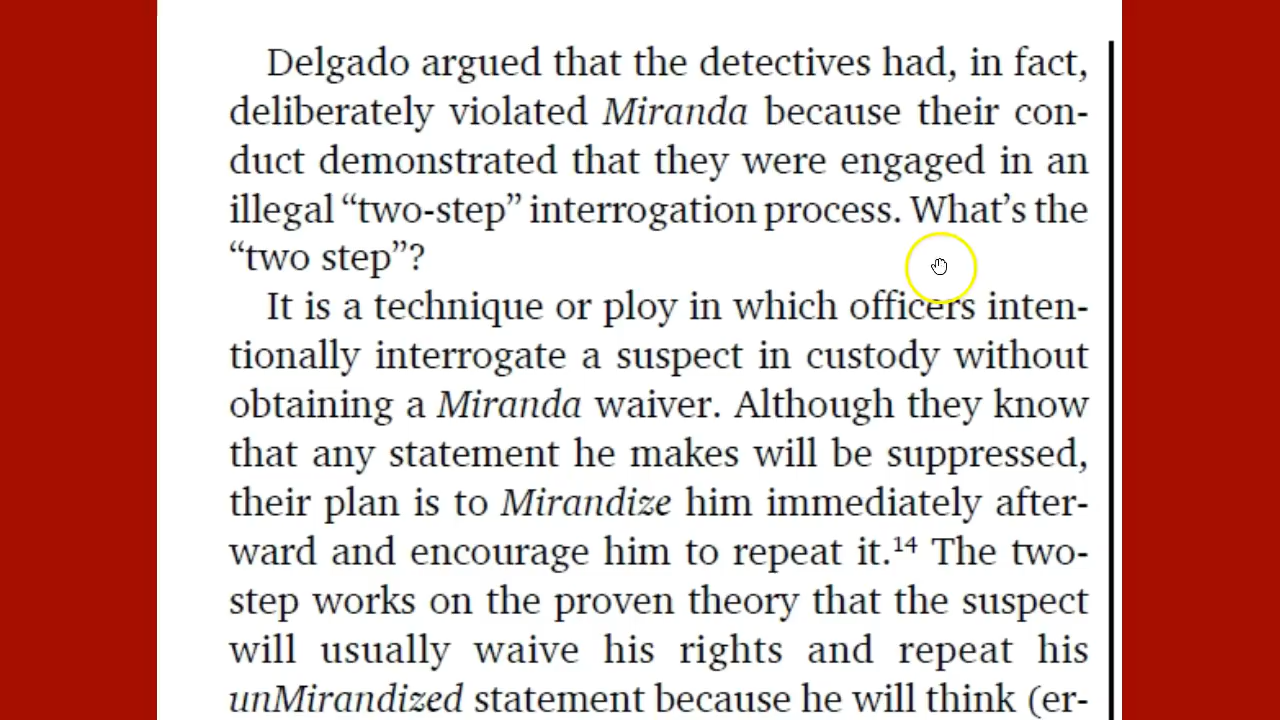 Delgado argued that the detectives had, in fact,
deliberately violated Miranda because their con-
duct demonstrated that they were engaged in an
illegal “two-step” interrogation process. What’s the
“two step”?
It is a technique or ploy in which officers inten-
tionally interrogate a suspect in custody without
obtaining a Miranda waiver. Although they know
that any statement he makes will be suppressed,
their plan is to Mirandize him immediately after-
ward and encourage him to repeat it.¹⁴ The two-
step works on the proven theory that the suspect
will usually waive his rights and repeat his
unMirandized statement because he will think (er-